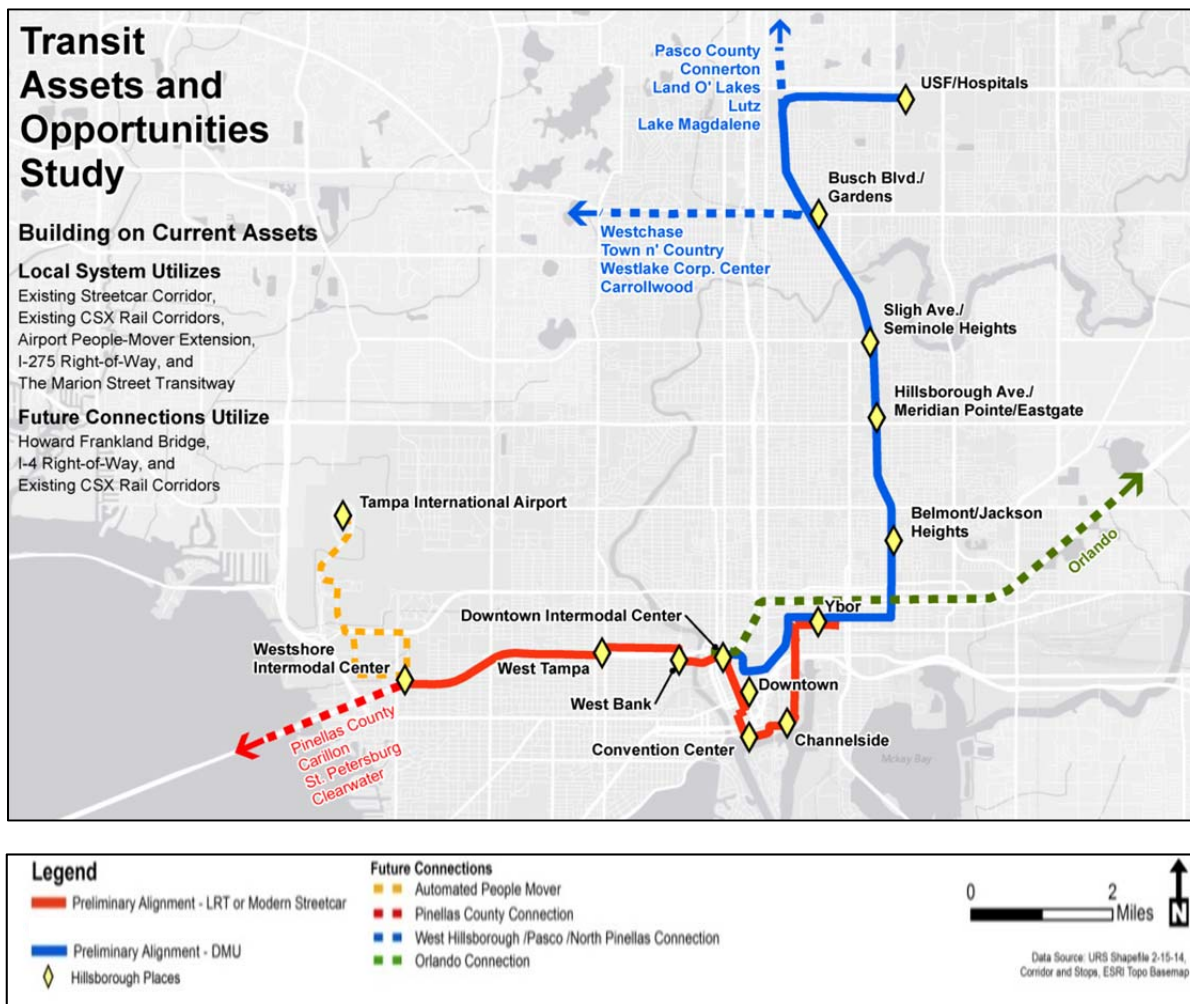 Transit
Assets and
Opportunities
Study
Building on Current Assets
Local System Utilizes
Existing Streetcar Corridor,
Existing CSX Rail Corridors,
Airport People-Mover Extension,
I-275 Right-of-Way, and
The Marion Street Transitway
Future Connections Utilize
Howard Frankland Bridge,
I-4 Right-of-Way, and
Existing CSX Rail Corridors
Pasco County
Connerton
Land O' Lakes
Lutz
Lake Magdalene
USF/Hospitals
Busch Blvd./
Gardens
Westchase
Town n' Country
Westlake Corp. Center
Carrollwood
Sligh Ave./
Seminole Heights
Hillsborough Ave./
Meridian Pointe/Eastgate
Tampa International Airport
Belmont/Jackson
Heights
Orlando
Ybor
Downtown Intermodal Center
Westshore
Intermodal Center
West Tampa
West Bank
Downtown
Convention Center
Channelside
Pinellas County
Carillon
St. Petersburg
Clearwater
Mckay Bay
Legend
Preliminary Alignment - LRT or Modern Streetcar
Preliminary Alignment - DMU
Hillsborough Places
Future Connections
Automated People Mover
Pinellas County Connection
West Hillsborough /Pasco /North Pinellas Connection
Orlando Connection
0 2
Miles
N
Data Source: URS Shapefile 2-15-14,
Corridor and Stops, ESRI Topo Basemap